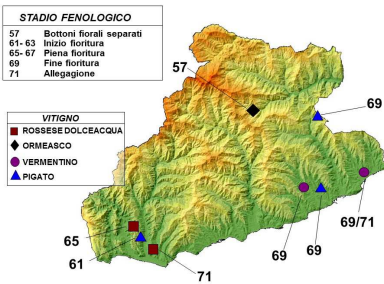 STADIO FENOLOGICO
57 Bottoni fiorali separati
61- 63 Inizio fioritura
65- 67 Piena fioritura
69 Fine fioritura
71 Allegagione
57
69
VITIGNO
ROSSESE DOLCEACQUA
ORMEASCO
VERMENTINO
PIGATO
69/71
65
61
71
69
69